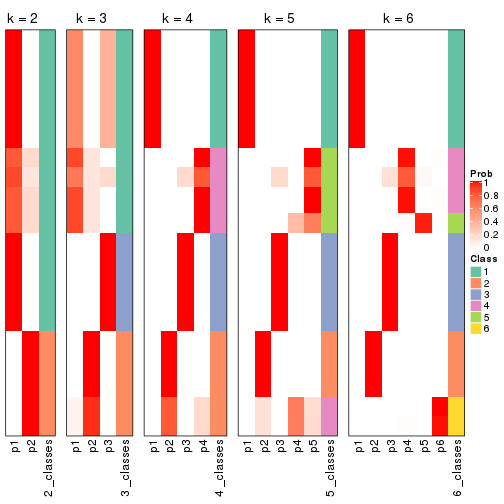 k = 2
k = 3
k = 4
k = 5
k = 6
Prob
1
0.8
0.6
0.4
0.2
0
Class
1
2
3
4
5
6
p1
p2
2_classes
p1
p2
p3
3_classes
p1
p2
p3
p4
4_classes
p1
p2
p3
p4
p5
5_classes
p1
p2
p3
p4
p5
p6
6_classes